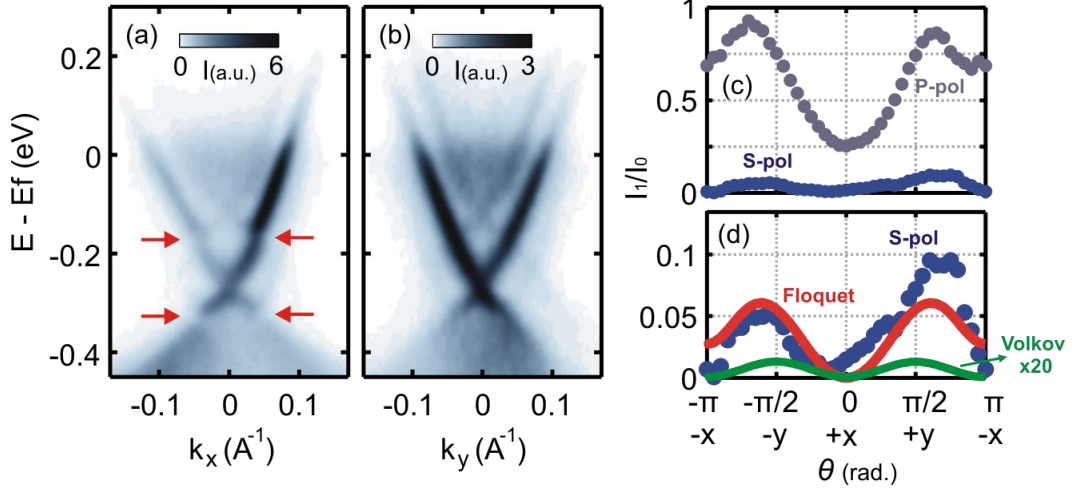 (a)
0 I(a.u.) 6
E - Ef (eV)
0.2
0
-0.2
-0.4
-0.1 0 0.1
kx (A-1)
(b)
0 I(a.u.) 3
-0.1 0 0.1
ky (A-1)
I1/I0
1
0.5
0
(c)
P-pol
S-pol
(d)
S-pol
Floquet
Volkov
x20
0.1
0.05
0
-π -π/2 0 π/2 π
-x -y +x +y -x
θ (rad.)